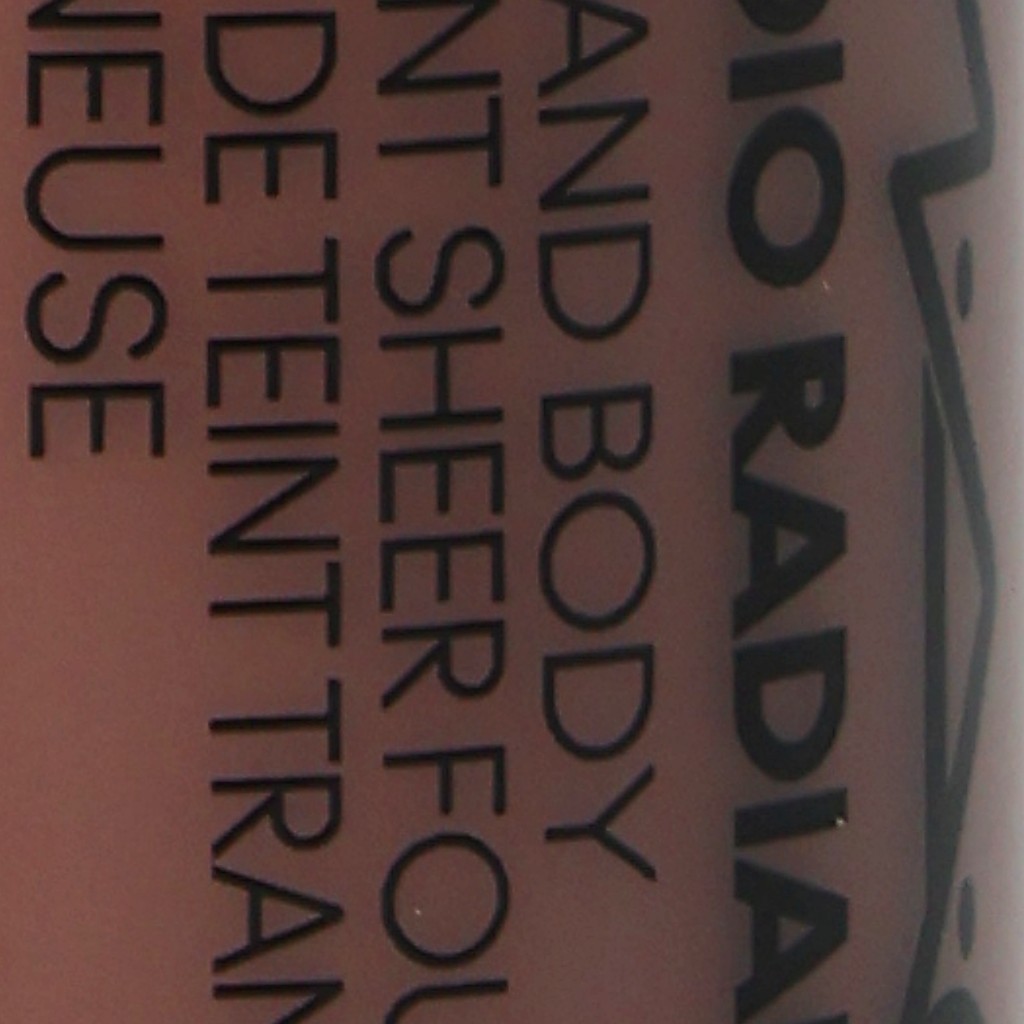 DIO RADIA
AND BODY
NT SHEER FOU
DE TEINT TRAN
NEUSE